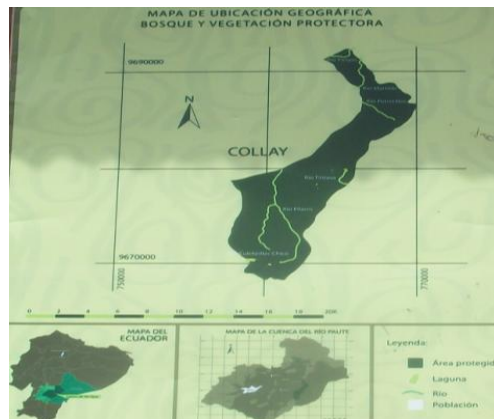 MAPA DE UBICACIÓN GEOGRÁFICA
BOSQUE Y VEGETACIÓN PROTECTORA
9690000
N
COLLAY
9670000
750000
770000
0 2 4 6 8 10 12 14 16 18 20K
MAPA DEL
ECUADOR
MAPA DE LA CUENCA DEL RÍO PAUTE
Leyenda:
Área protegid
Laguna
Río
Población